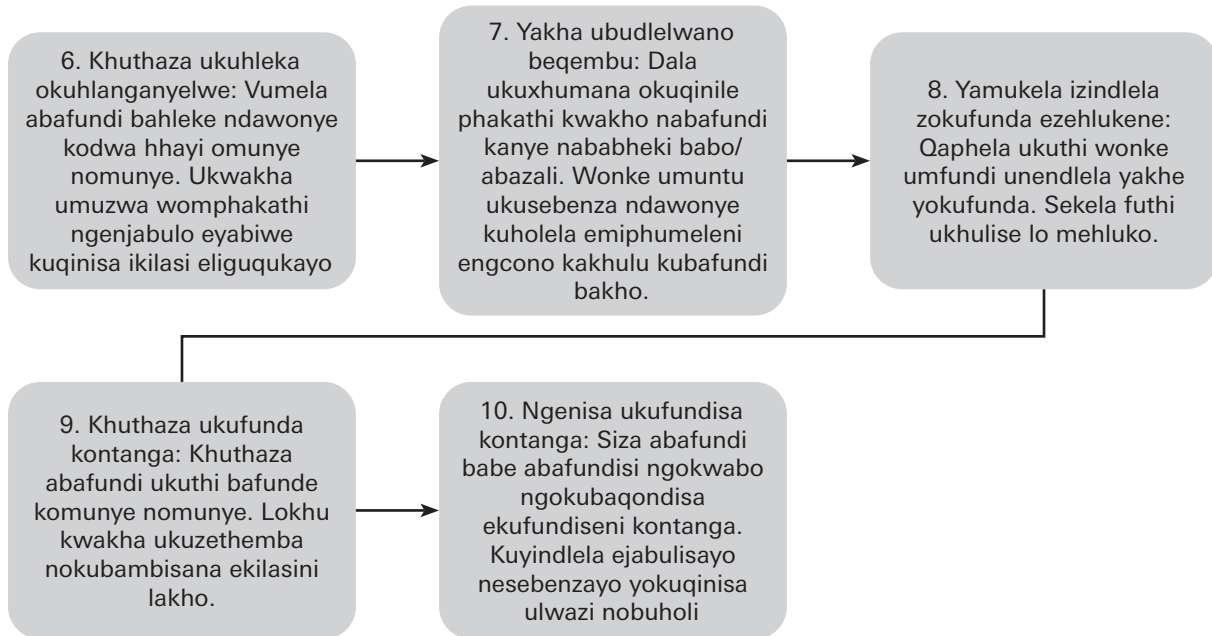 6. Khuthaza ukuhleka
okuhlanganyelwe: Vumela
abafundi bahleke ndawonye
kodwa hhayi omunye
nomunye. Ukwakha
umuzwa womphakathi
ngenjabulo eyabiwe
kuqinisa ikilasi eliguqukayo
7. Yakha ubudlelwano
beqembu: Dala
ukuxhumana okuqinile
phakathi kwakho nabafundi
kanye nababheki babo/
abazali. Wonke umuntu
ukusebenza ndawonye
kuholela emiphumeleni
engcono kakhulu kubafundi
bakho.
8. Yamukela izindlela
zokufunda ezehlukene:
Qaphela ukuthi wonke
umfundi unendlela yakhe
yokufunda. Sekela futhi
ukhulise lo mehluko.
9. Khuthaza ukufunda
kontanga: Khuthaza
abafundi ukuthi bafunde
komunye nomunye. Lokhu
kwakha ukuzethemba
nokubambisana ekilasini
lakho.
10. Ngenisa ukufundisa
kontanga: Siza abafundi
babe abafundisi ngokwabo
ngokubaqondisa
ekufundiseni kontanga.
Kuyindlela ejabulisayo
nesebenzayo yokuqinisa
ulwazi nobuholi